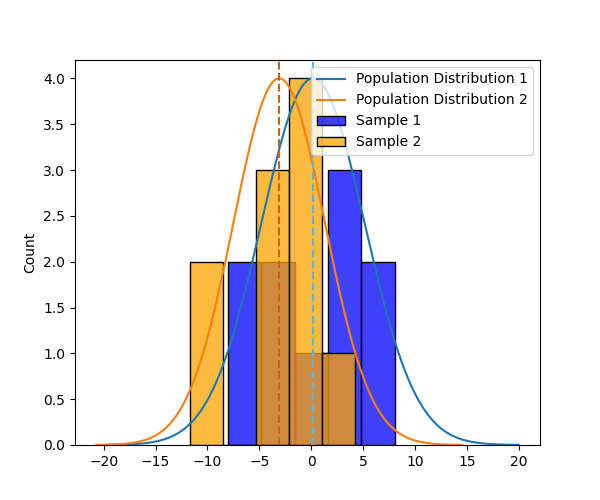 Population Distribution 1
Population Distribution 2
Sample 1
Sample 2
4.0
3.5
3.0
2.5
2.0
1.5
1.0
0.5
0.0
Count
−20 −15 −10 −5 0 5 10 15 20